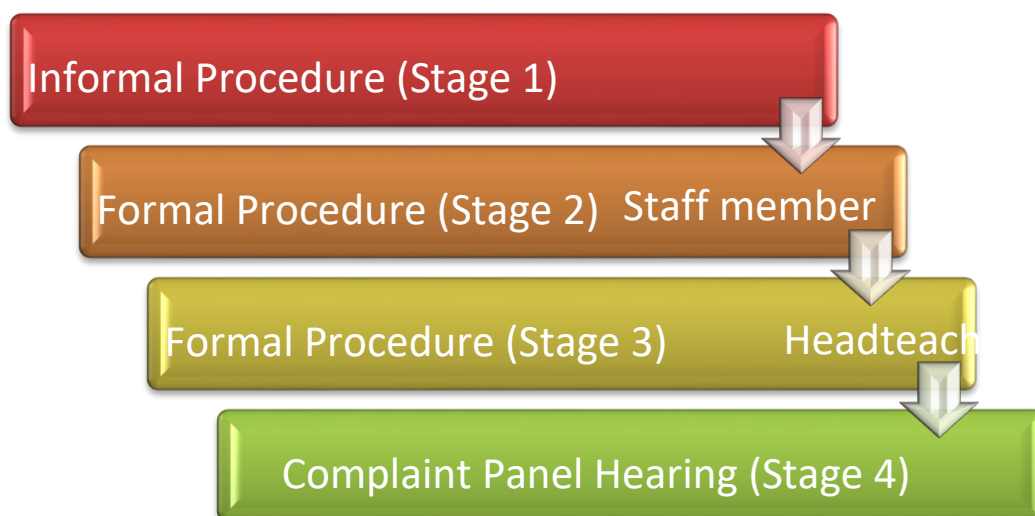 Informal Procedure (Stage 1)
Formal Procedure (Stage 2) Staff member
Formal Procedure (Stage 3) Headteach
Complaint Panel Hearing (Stage 4)